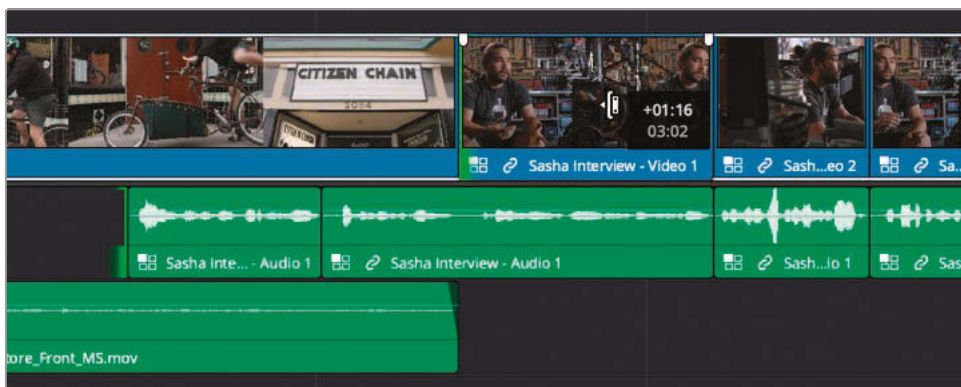 CITIZEN CHAIN
2064
+01:16
03:02
Sasha Interview - Video 1
Sash...eo 2
Sa..
Sasha Inte... - Audio 1
Sasha Interview - Audio 1
Sash...io 1
Sas
tore_Front_MS.mov